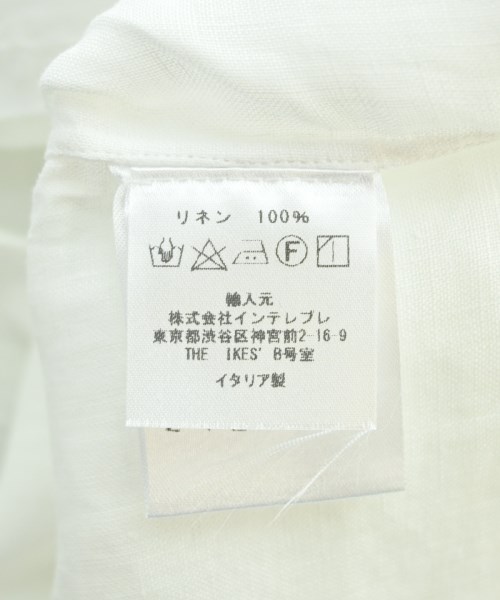 リネン 100%
F
輸入元
株式会社インテレプレ
東京都渋谷区神宮前2-16-9
THE IKES' B号室
イタリア製